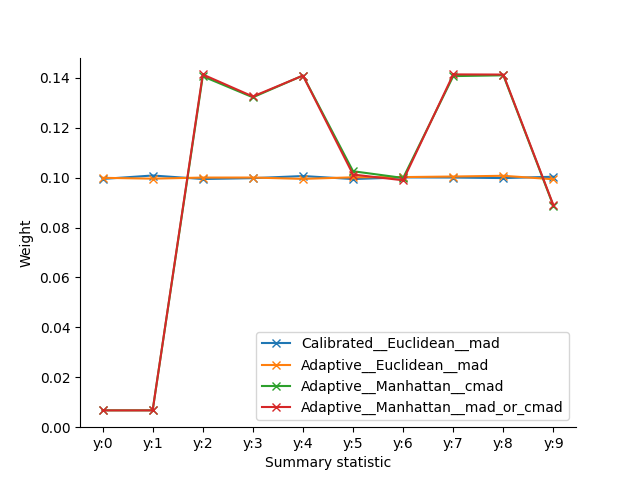 0.14
0.12
0.10
0.08
0.06
0.04
0.02
0.00
Weight
Calibrated__Euclidean__mad
Adaptive__Euclidean__mad
Adaptive__Manhattan__cmad
Adaptive__Manhattan__mad_or_cmad
y:0 y:1 y:2 y:3 y:4 y:5 y:6 y:7 y:8 y:9
Summary statistic